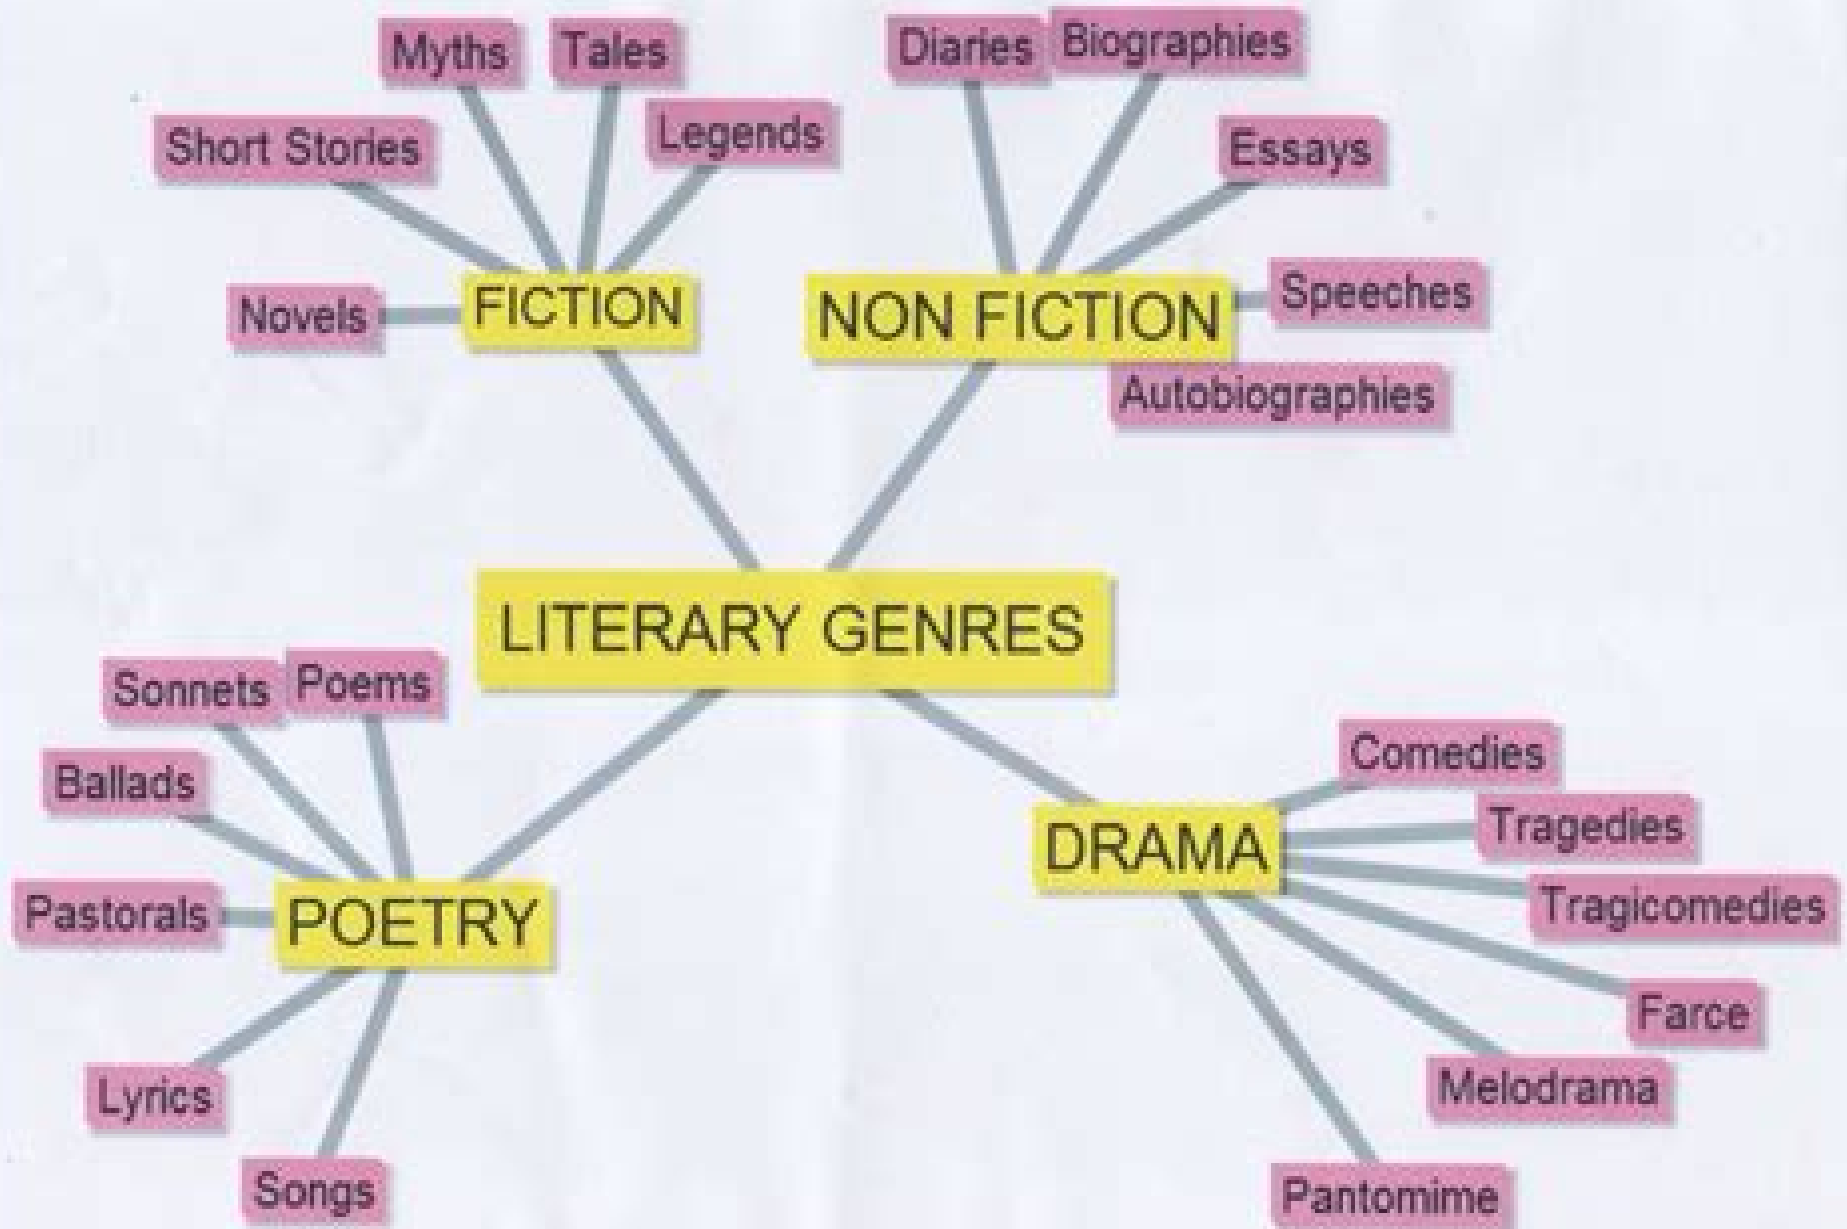 Myths
Tales
Diaries
Biographies
Short Stories
Legends
Essays
Novels
FICTION
NON FICTION
Speeches
Autobiographies
LITERARY GENRES
Sonnets
Poems
Ballads
Pastorals
POETRY
Lyrics
Songs
Comedies
DRAMA
Tragedies
Tragicomedies
Farce
Melodrama
Pantomime